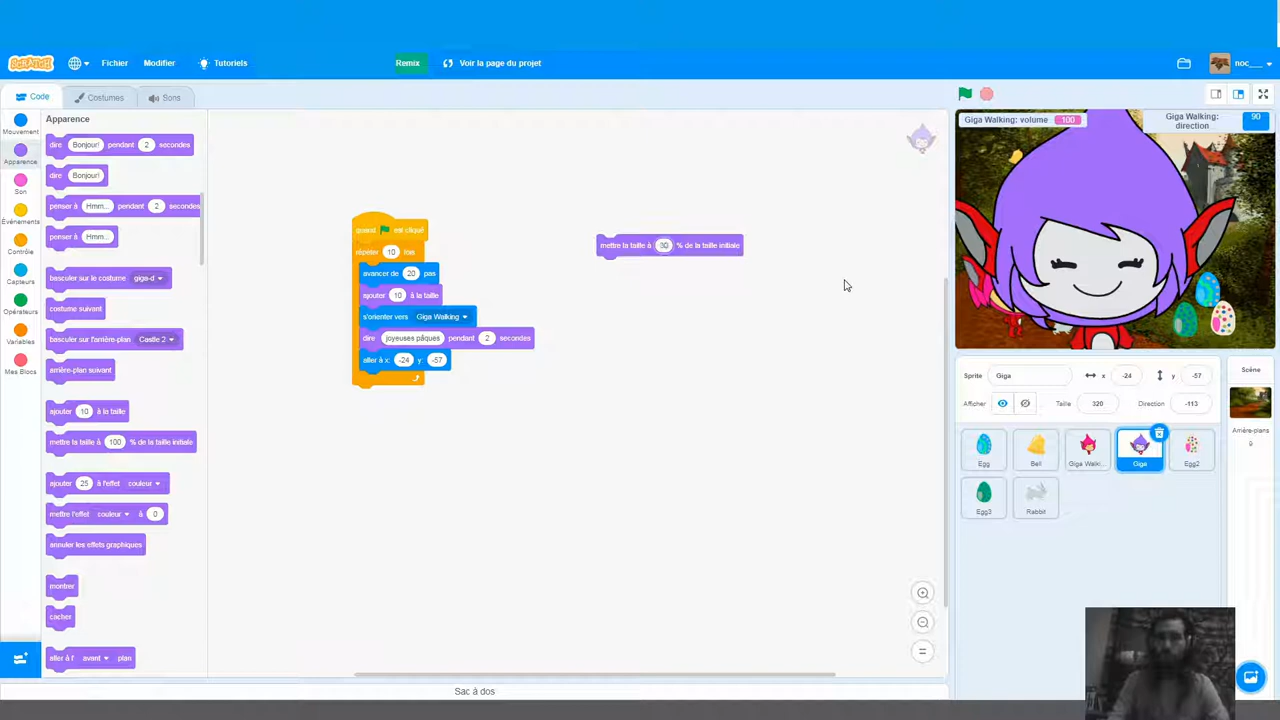 SCRATCH
Fichier
Modifier
Tutoriels
Remix
Voir la page du projet
noc___
Code
Costumes
Sons
Mouvement
Apparence
Son
Événements
Contrôle
Capteurs
Opérateurs
Variables
Mes Blocs
Apparence
dire Bonjour! pendant 2 secondes
dire Bonjour!
penser à Hmm... pendant 2 secondes
penser à Hmm...
basculer sur le costume giga-d
costume suivant
basculer sur l'arrière-plan Castle 2
arrière-plan suivant
ajouter 10 à la taille
mettre la taille à 100 % de la taille initiale
ajouter 25 à l'effet couleur
mettre l'effet couleur à 0
annuler les effets graphiques
montrer
cacher
aller à l' avant plan
quand est cliqué
répéter 10 fois
avancer de 20 pas
ajouter 10 à la taille
s'orienter vers Giga Walking
dire joyeuses pâques pendant 2 secondes
aller à x: -24 y: -57
mettre la taille à 80 % de la taille initiale
Giga Walking: volume 100
Giga Walking: direction 90
Sprite Giga x -24 y -57
Afficher Taille 320 Direction -113
Egg
Bell
Giga Walki...
Giga
Egg2
Egg3
Rabbit
Scène
Arrière-plans
Sac à dos